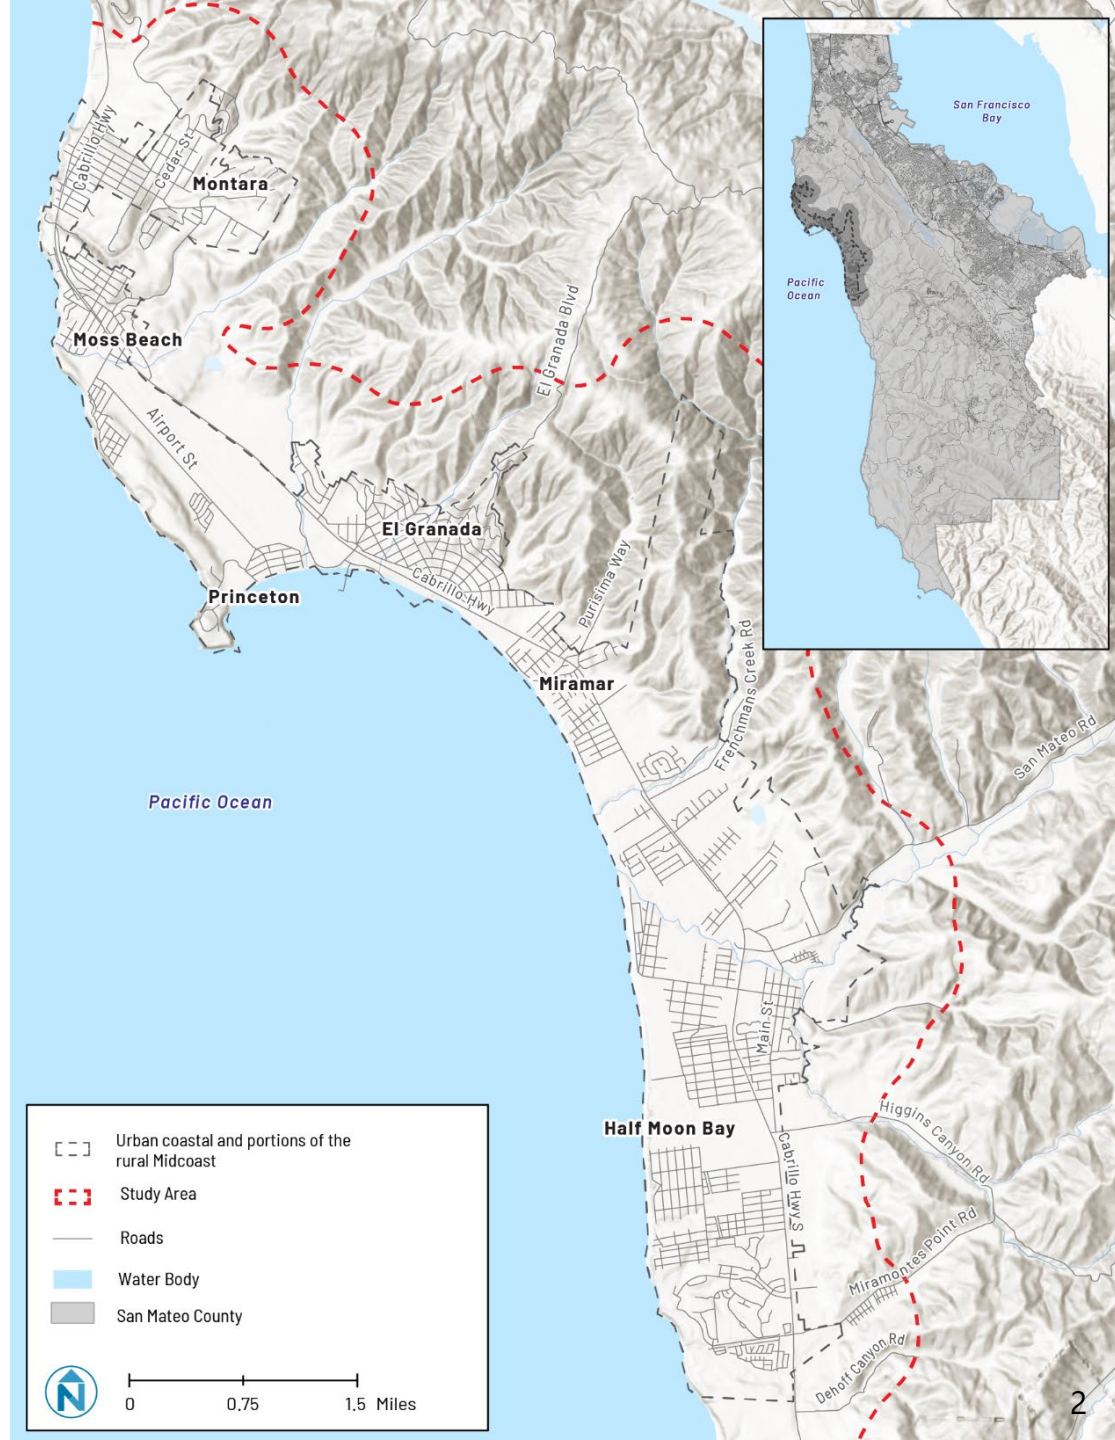 San Francisco
Bay
Pacific
Ocean
Cabrillo Hwy
Cedar St
Montara
Moss Beach
El Granada Blvd
Airport St
El Granada
Cabrillo Hwy
Purisima Way
Princeton
Frenchmans Creek Rd
Miramar
San Mateo Rd
Pacific Ocean
Main St
Higgins Canyon Rd
Half Moon Bay
Cabrillo Hwy S
Miramontes Point Rd
Dehoff Canyon Rd
Urban coastal and portions of the
rural Midcoast
Study Area
Roads
Water Body
San Mateo County
N
0 0.75 1.5 Miles
2